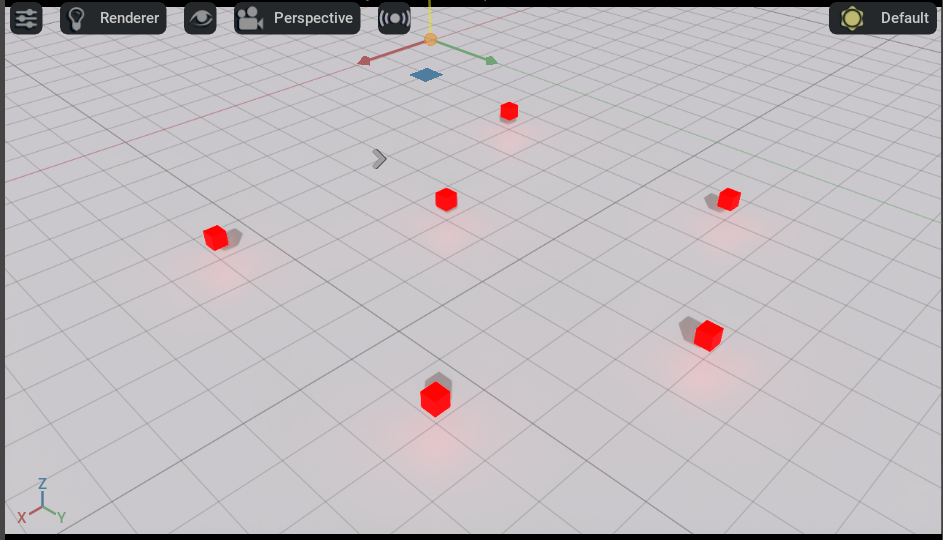 Renderer
Perspective
Default
Z
X
Y